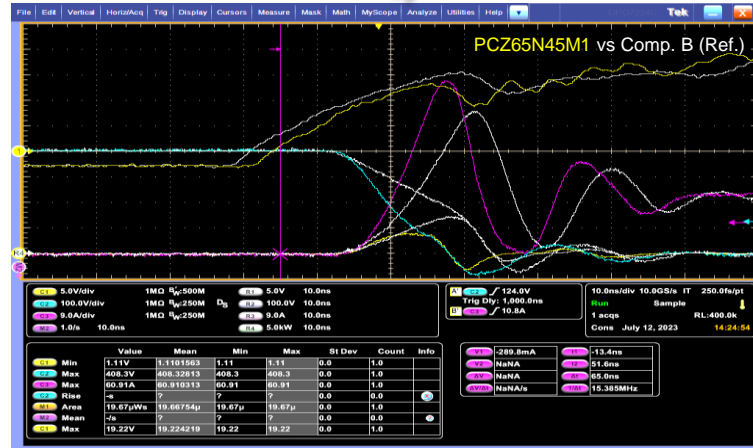 File Edit Vertical Horiz/Acq Trig Display Cursors Measure Mask Math MyScope Analyze Utilities Help Tek
PCZ65N45M1 vs Comp. B (Ref.)
1
R4
C1 5.0V/div 1MΩ BW:500M R1 5.0V 10.0ns
C2 100.0V/div 1MΩ BW:250M R2 100.0V 10.0ns
C3 9.0A/div 1MΩ BW:250M R3 9.0A 10.0ns
M2 1.0/s 10.0ns R4 5.0kW 10.0ns
A' C2 124.0V
Trig Dly: 1,000.0ns
B' C3 10.8A
10.0ns/div 10.0GS/s IT 250.0fs/pt
Run Sample
1 acqs RL:400.0k
Cons July 12, 2023 14:24:54
Value Mean Min Max St Dev Count Info
C1 Min 1.11V 1.1101563 1.11 1.11 0.0 1.0
C2 Max 408.3V 408.32813 408.3 408.3 0.0 1.0
C3 Max 60.91A 60.910313 60.91 60.91 0.0 1.0
C2 Rise -s ? ? ? 0.0 0.0
M1 Area 19.67µWs 19.66754µ 19.67µ 19.67µ 0.0 1.0
M2 Mean -/s ? ? ? 0.0 0.0
C1 Max 19.22V 19.224219 19.22 19.22 0.0 1.0
V1 -289.8mA t1 -13.4ns
V2 NaNA t2 51.6ns
ΔV NaNA Δt 65.0ns
ΔV/Δt NaNA/s 1/Δt 15.385MHz